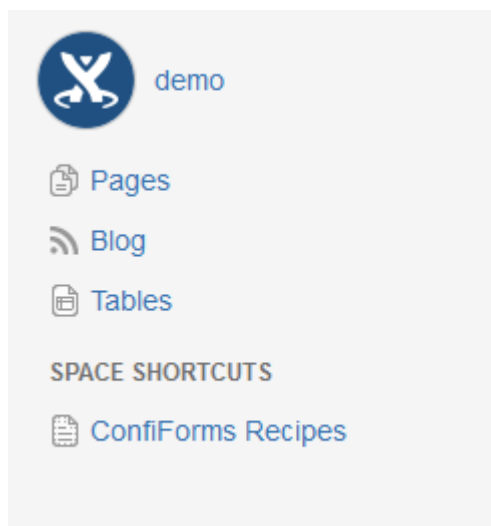 demo
Pages
Blog
Tables
SPACE SHORTCUTS
ConfiForms Recipes